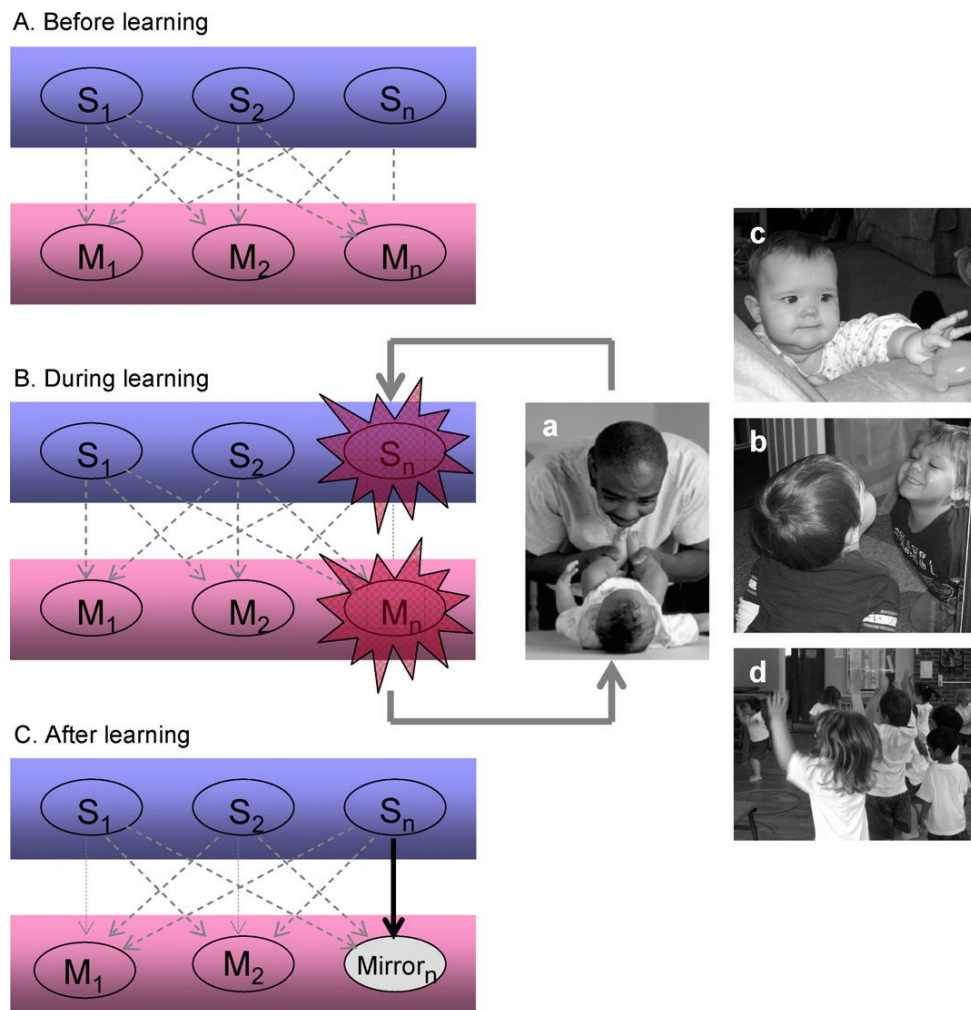 A. Before learning
S1 S2 Sn
M1 M2 Mn
B. During learning
S1 S2 Sn
M1 M2 Mn
C. After learning
S1 S2 Sn
M1 M2 Mirrorn
a
c
b
d